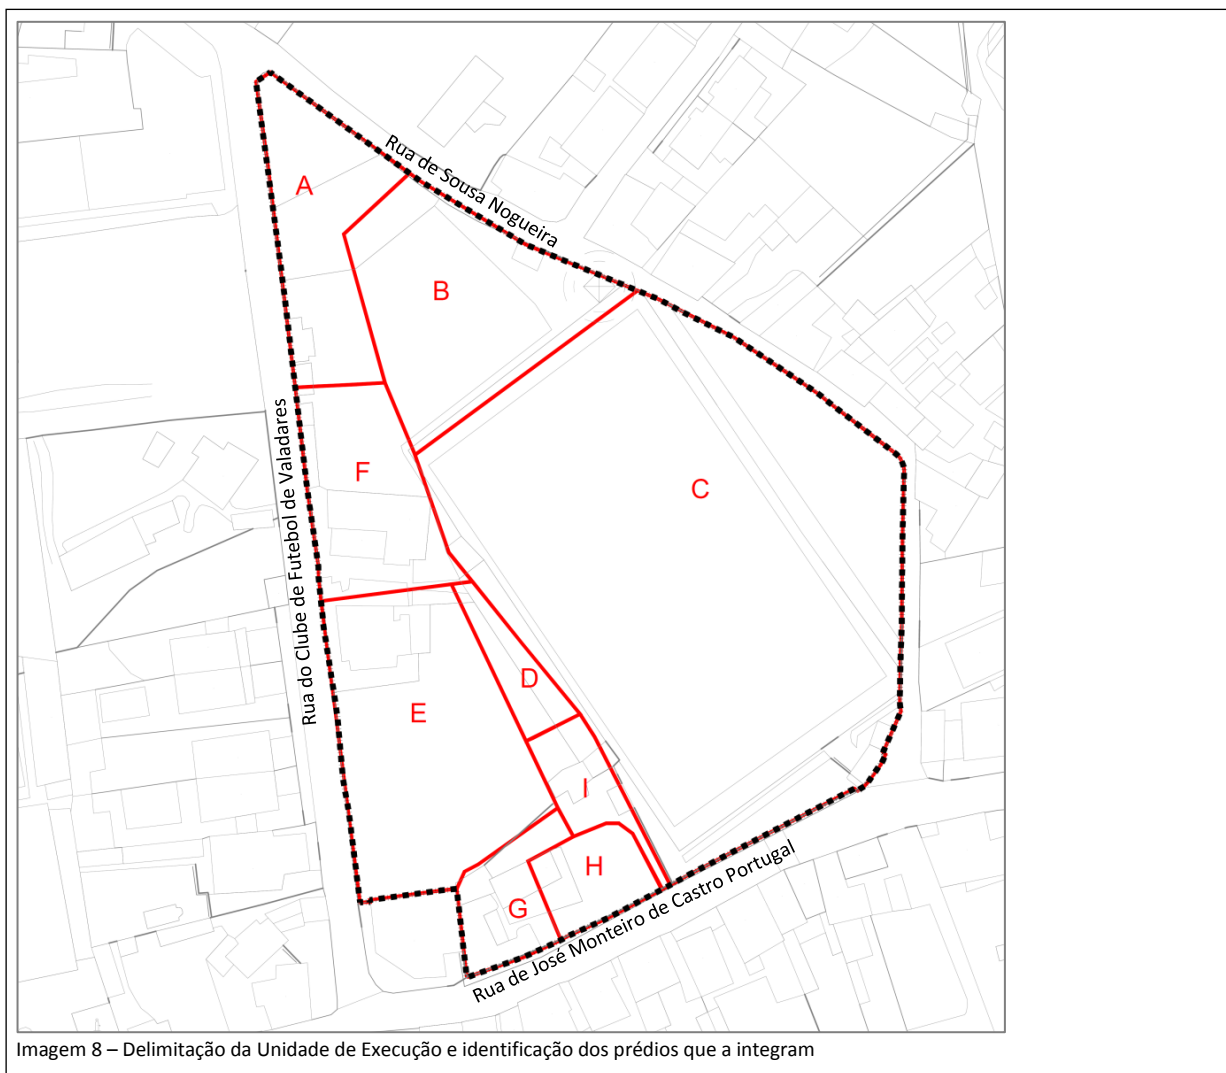 Rua de Sousa Nogueira
A
B
Rua do Clube de Futebol de Valadares
F
C
D
E
I
H
G
Rua de José Monteiro de Castro Portugal
Imagem 8 – Delimitação da Unidade de Execução e identificação dos prédios que a integram